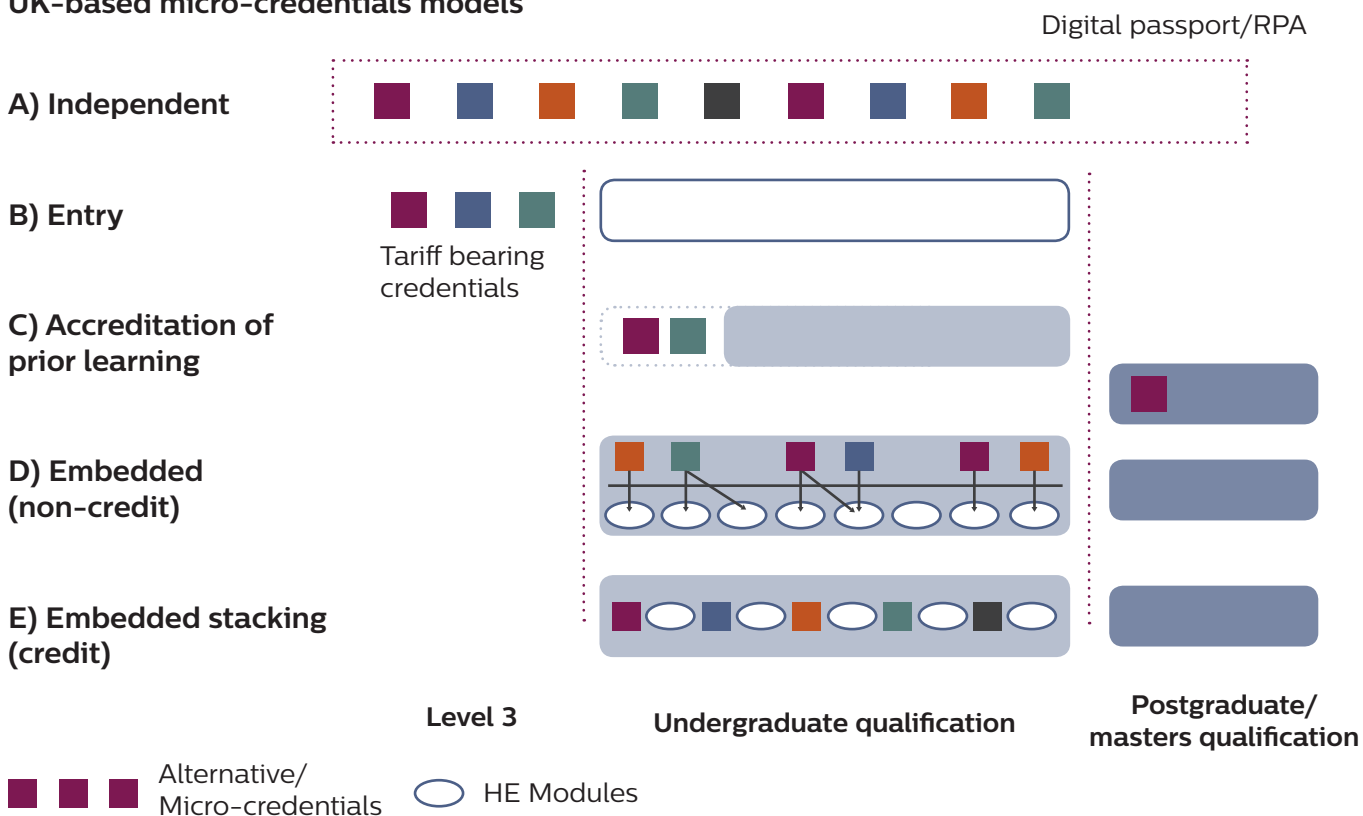 UK-based micro-credentials models
Digital passport/RPA
A) Independent
B) Entry
Tariff bearing
credentials
C) Accreditation of
prior learning
D) Embedded
(non-credit)
E) Embedded stacking
(credit)
Level 3
Undergraduate qualification
Postgraduate/
masters qualification
Alternative/
Micro-credentials
HE Modules